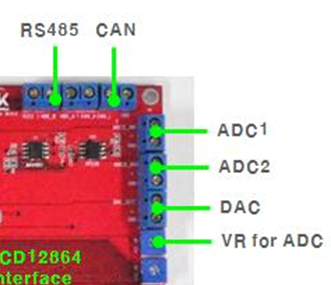 RS485 CAN
K
ADC1
ADC2
DAC
VR for ADC
CD12864
nterface